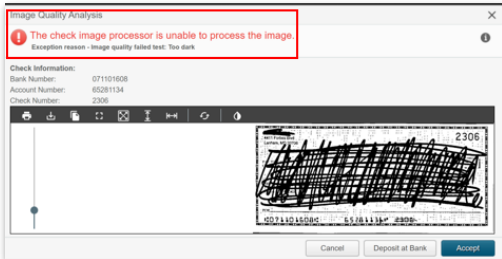 Image Quality Analysis
The check image processor is unable to process the image.
Exception reason - Image quality failed test: Too dark
Check Information:
Bank Number: 071101608
Account Number: 65281134
Check Number: 2306
2306
Cancel Deposit at Bank Accept